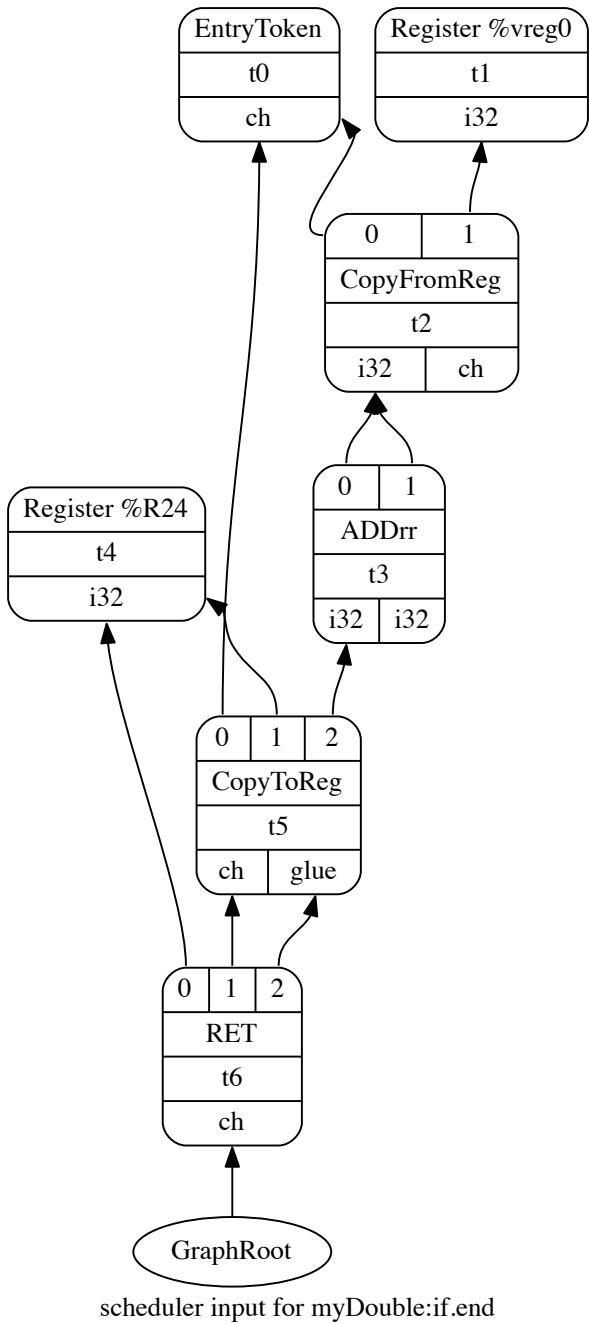 EntryToken
t0
ch
Register %vreg0
t1
i32
0 1
CopyFromReg
t2
i32 ch
0 1
ADDrr
t3
i32 i32
Register %R24
t4
i32
0 1 2
CopyToReg
t5
ch glue
0 1 2
RET
t6
ch
GraphRoot
scheduler input for myDouble:if.end